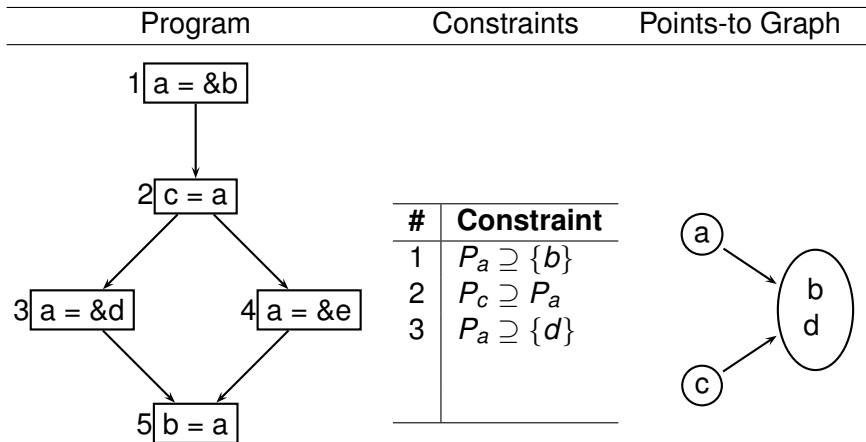 Program Constraints Points-to Graph
1 a = &b
2 c = a
3 a = &d
4 a = &e
5 b = a
# Constraint
1 P_a ⊇ {b}
2 P_c ⊇ P_a
3 P_a ⊇ {d}
a
b
d
c